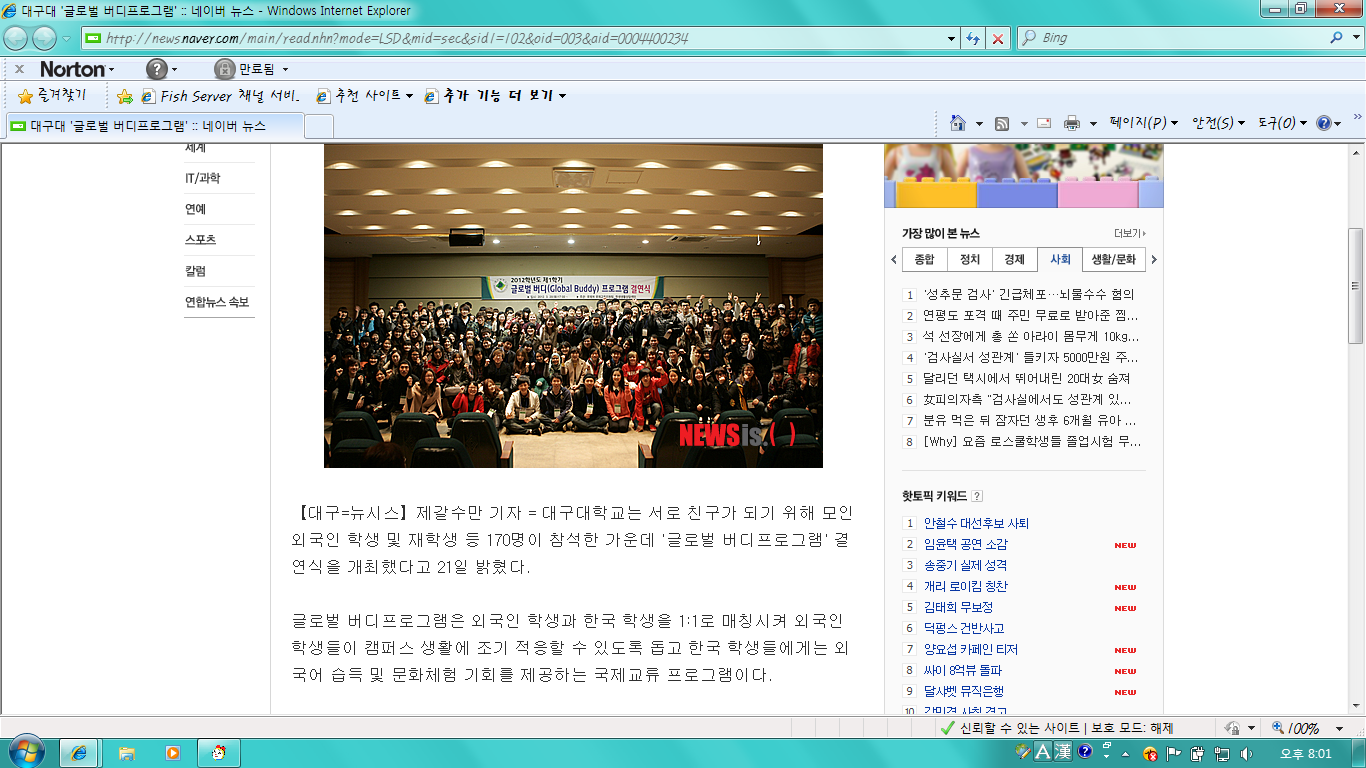 대구대 '글로벌 버디프로그램' :: 네이버 뉴스 - Windows Internet Explorer
http://news.naver.com/main/read.nhn?mode=LSD&mid=sec&sid1=102&oid=003&aid=0004400234
Bing
Norton
만료됨
즐겨찾기
Fish Server 채널 서비..
추천 사이트
추가 기능 더 보기
대구대 '글로벌 버디프로그램' :: 네이버 뉴스
페이지(P)
안전(S)
도구(O)
세계
IT/과학
연예
스포츠
칼럼
연합뉴스 속보
2012학년도 제1학기
글로벌 버디(Global Buddy) 프로그램 결연식
NEWSis.( )
【대구=뉴시스】제갈수만 기자 = 대구대학교는 서로 친구가 되기 위해 모인
외국인 학생 및 재학생 등 170명이 참석한 가운데 '글로벌 버디프로그램' 결
연식을 개최했다고 21일 밝혔다.
글로벌 버디프로그램은 외국인 학생과 한국 학생을 1:1로 매칭시켜 외국인
학생들이 캠퍼스 생활에 조기 적응할 수 있도록 돕고 한국 학생들에게는 외
국어 습득 및 문화체험 기회를 제공하는 국제교류 프로그램이다.
가장 많이 본 뉴스
더보기
종합 정치 경제 사회 생활/문화
1 '성추문 검사' 긴급체포…뇌물수수 혐의
2 연평도 포격 때 주민 무료로 받아준 찜...
3 석 선장에게 총 쏜 아라이 몸무게 10kg...
4 '검사실서 성관계' 들키자 5000만원 주...
5 달리던 택시에서 뛰어내린 20대女 숨져
6 女피의자측 "검사실에서도 성관계 있...
7 분유 먹은 뒤 잠자던 생후 6개월 유아 ...
8 [Why] 요즘 로스쿨학생들 졸업시험 무...
핫토픽 키워드 ?
1 안철수 대선후보 사퇴
2 임윤택 공연 소감 NEW
3 송중기 실제 성격
4 개리 로이킴 칭찬 NEW
5 김태희 무보정 NEW
6 덕평스 건반사고
7 양요섭 카페인 티저 NEW
8 싸이 8억뷰 돌파 NEW
9 달샤벳 뮤직은행 NEW
10
신뢰할 수 있는 사이트 | 보호 모드: 해제
100%
A 漢
오후 8:01